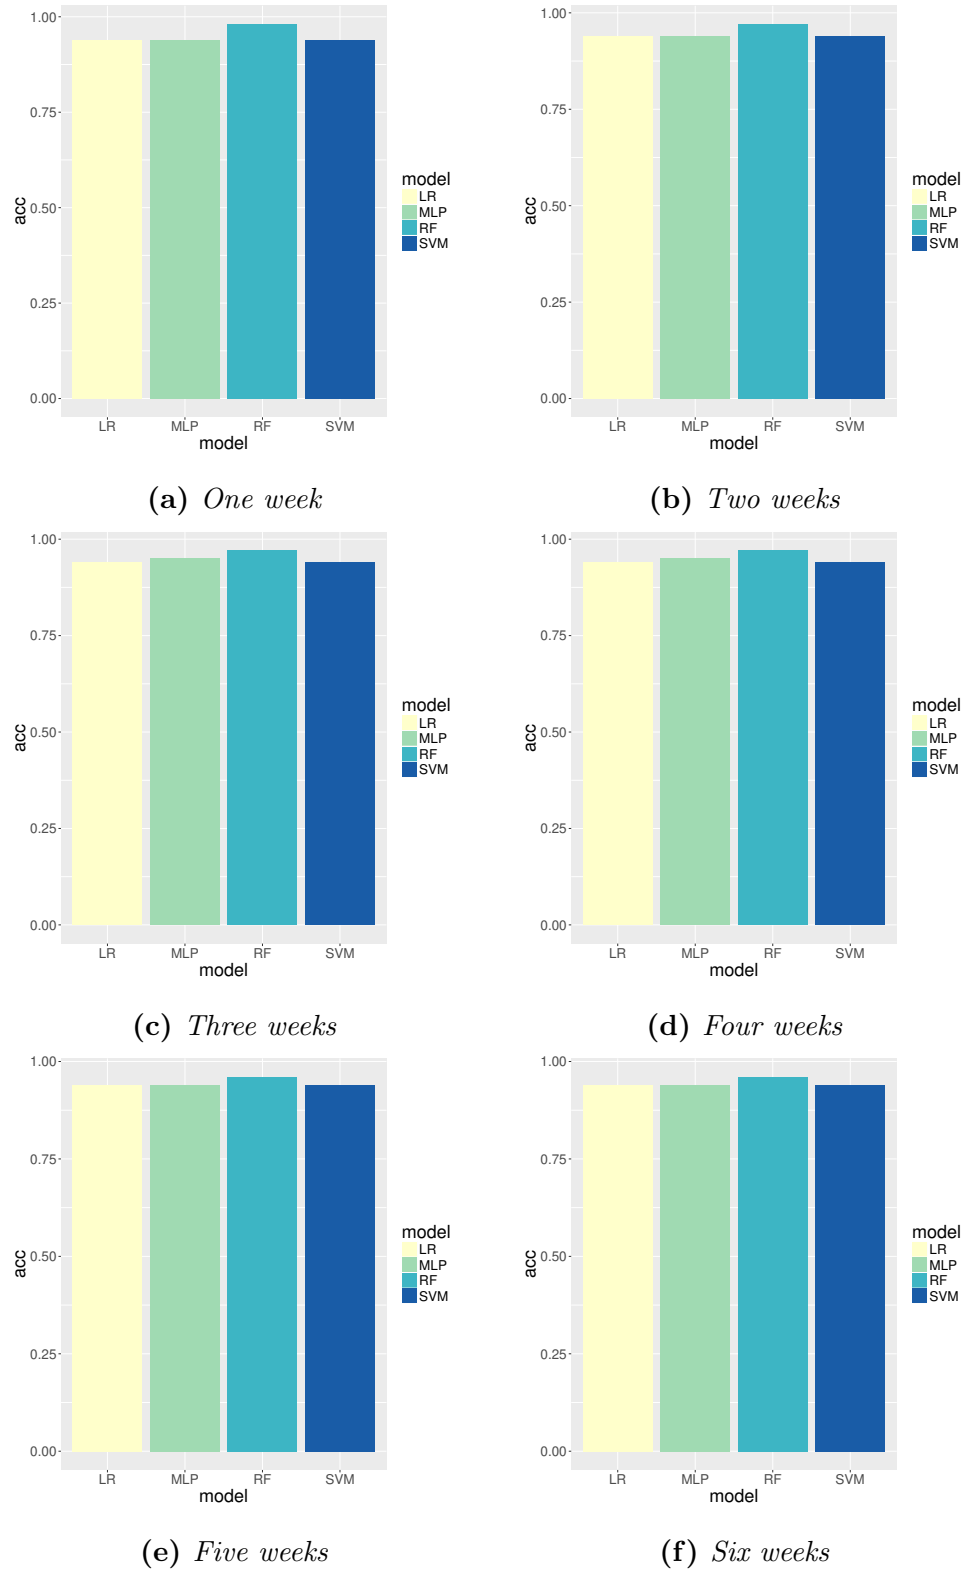 1.00
0.75
0.50
0.25
0.00
acc
LR MLP RF SVM
model
model
LR
MLP
RF
SVM
(a) One week
1.00
0.75
0.50
0.25
0.00
acc
LR MLP RF SVM
model
model
LR
MLP
RF
SVM
(b) Two weeks
1.00
0.75
0.50
0.25
0.00
acc
LR MLP RF SVM
model
model
LR
MLP
RF
SVM
(c) Three weeks
1.00
0.75
0.50
0.25
0.00
acc
LR MLP RF SVM
model
model
LR
MLP
RF
SVM
(d) Four weeks
1.00
0.75
0.50
0.25
0.00
acc
LR MLP RF SVM
model
model
LR
MLP
RF
SVM
(e) Five weeks
1.00
0.75
0.50
0.25
0.00
acc
LR MLP RF SVM
model
model
LR
MLP
RF
SVM
(f) Six weeks